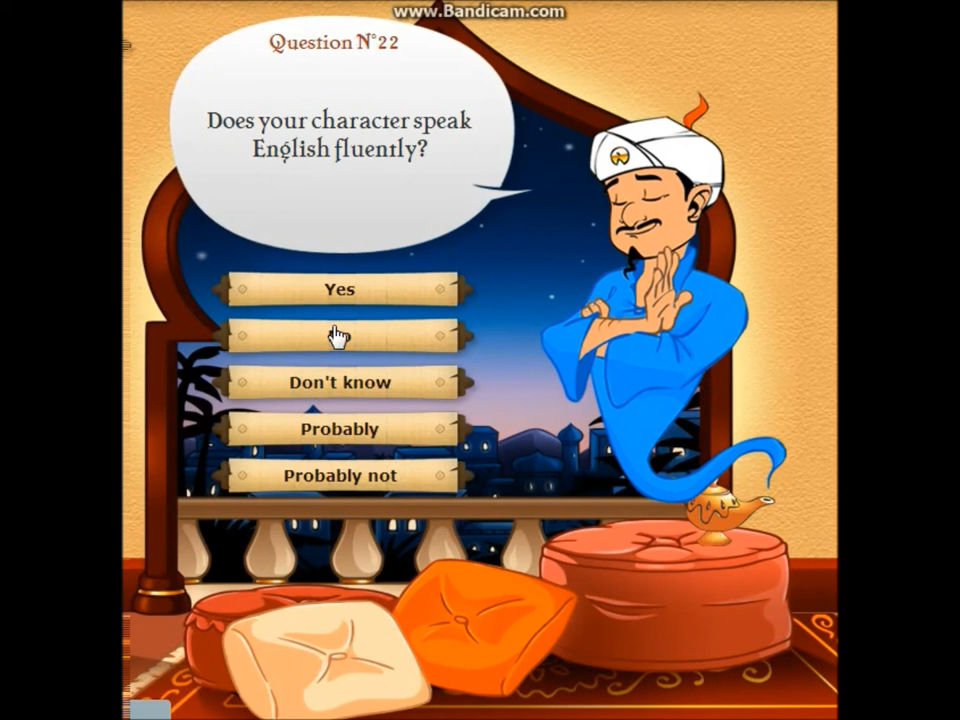 www.Bandicam.com
Question N°22
Does your character speak
English fluently?
Yes
Don't know
Probably
Probably not